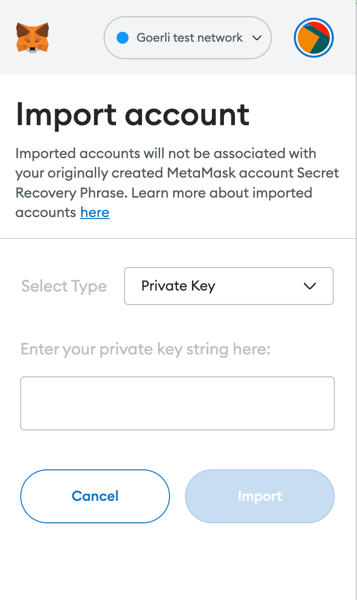 Goerli test network
Import account
Imported accounts will not be associated with
your originally created MetaMask account Secret
Recovery Phrase. Learn more about imported
accounts here
Select Type Private Key
Enter your private key string here:
Cancel Import